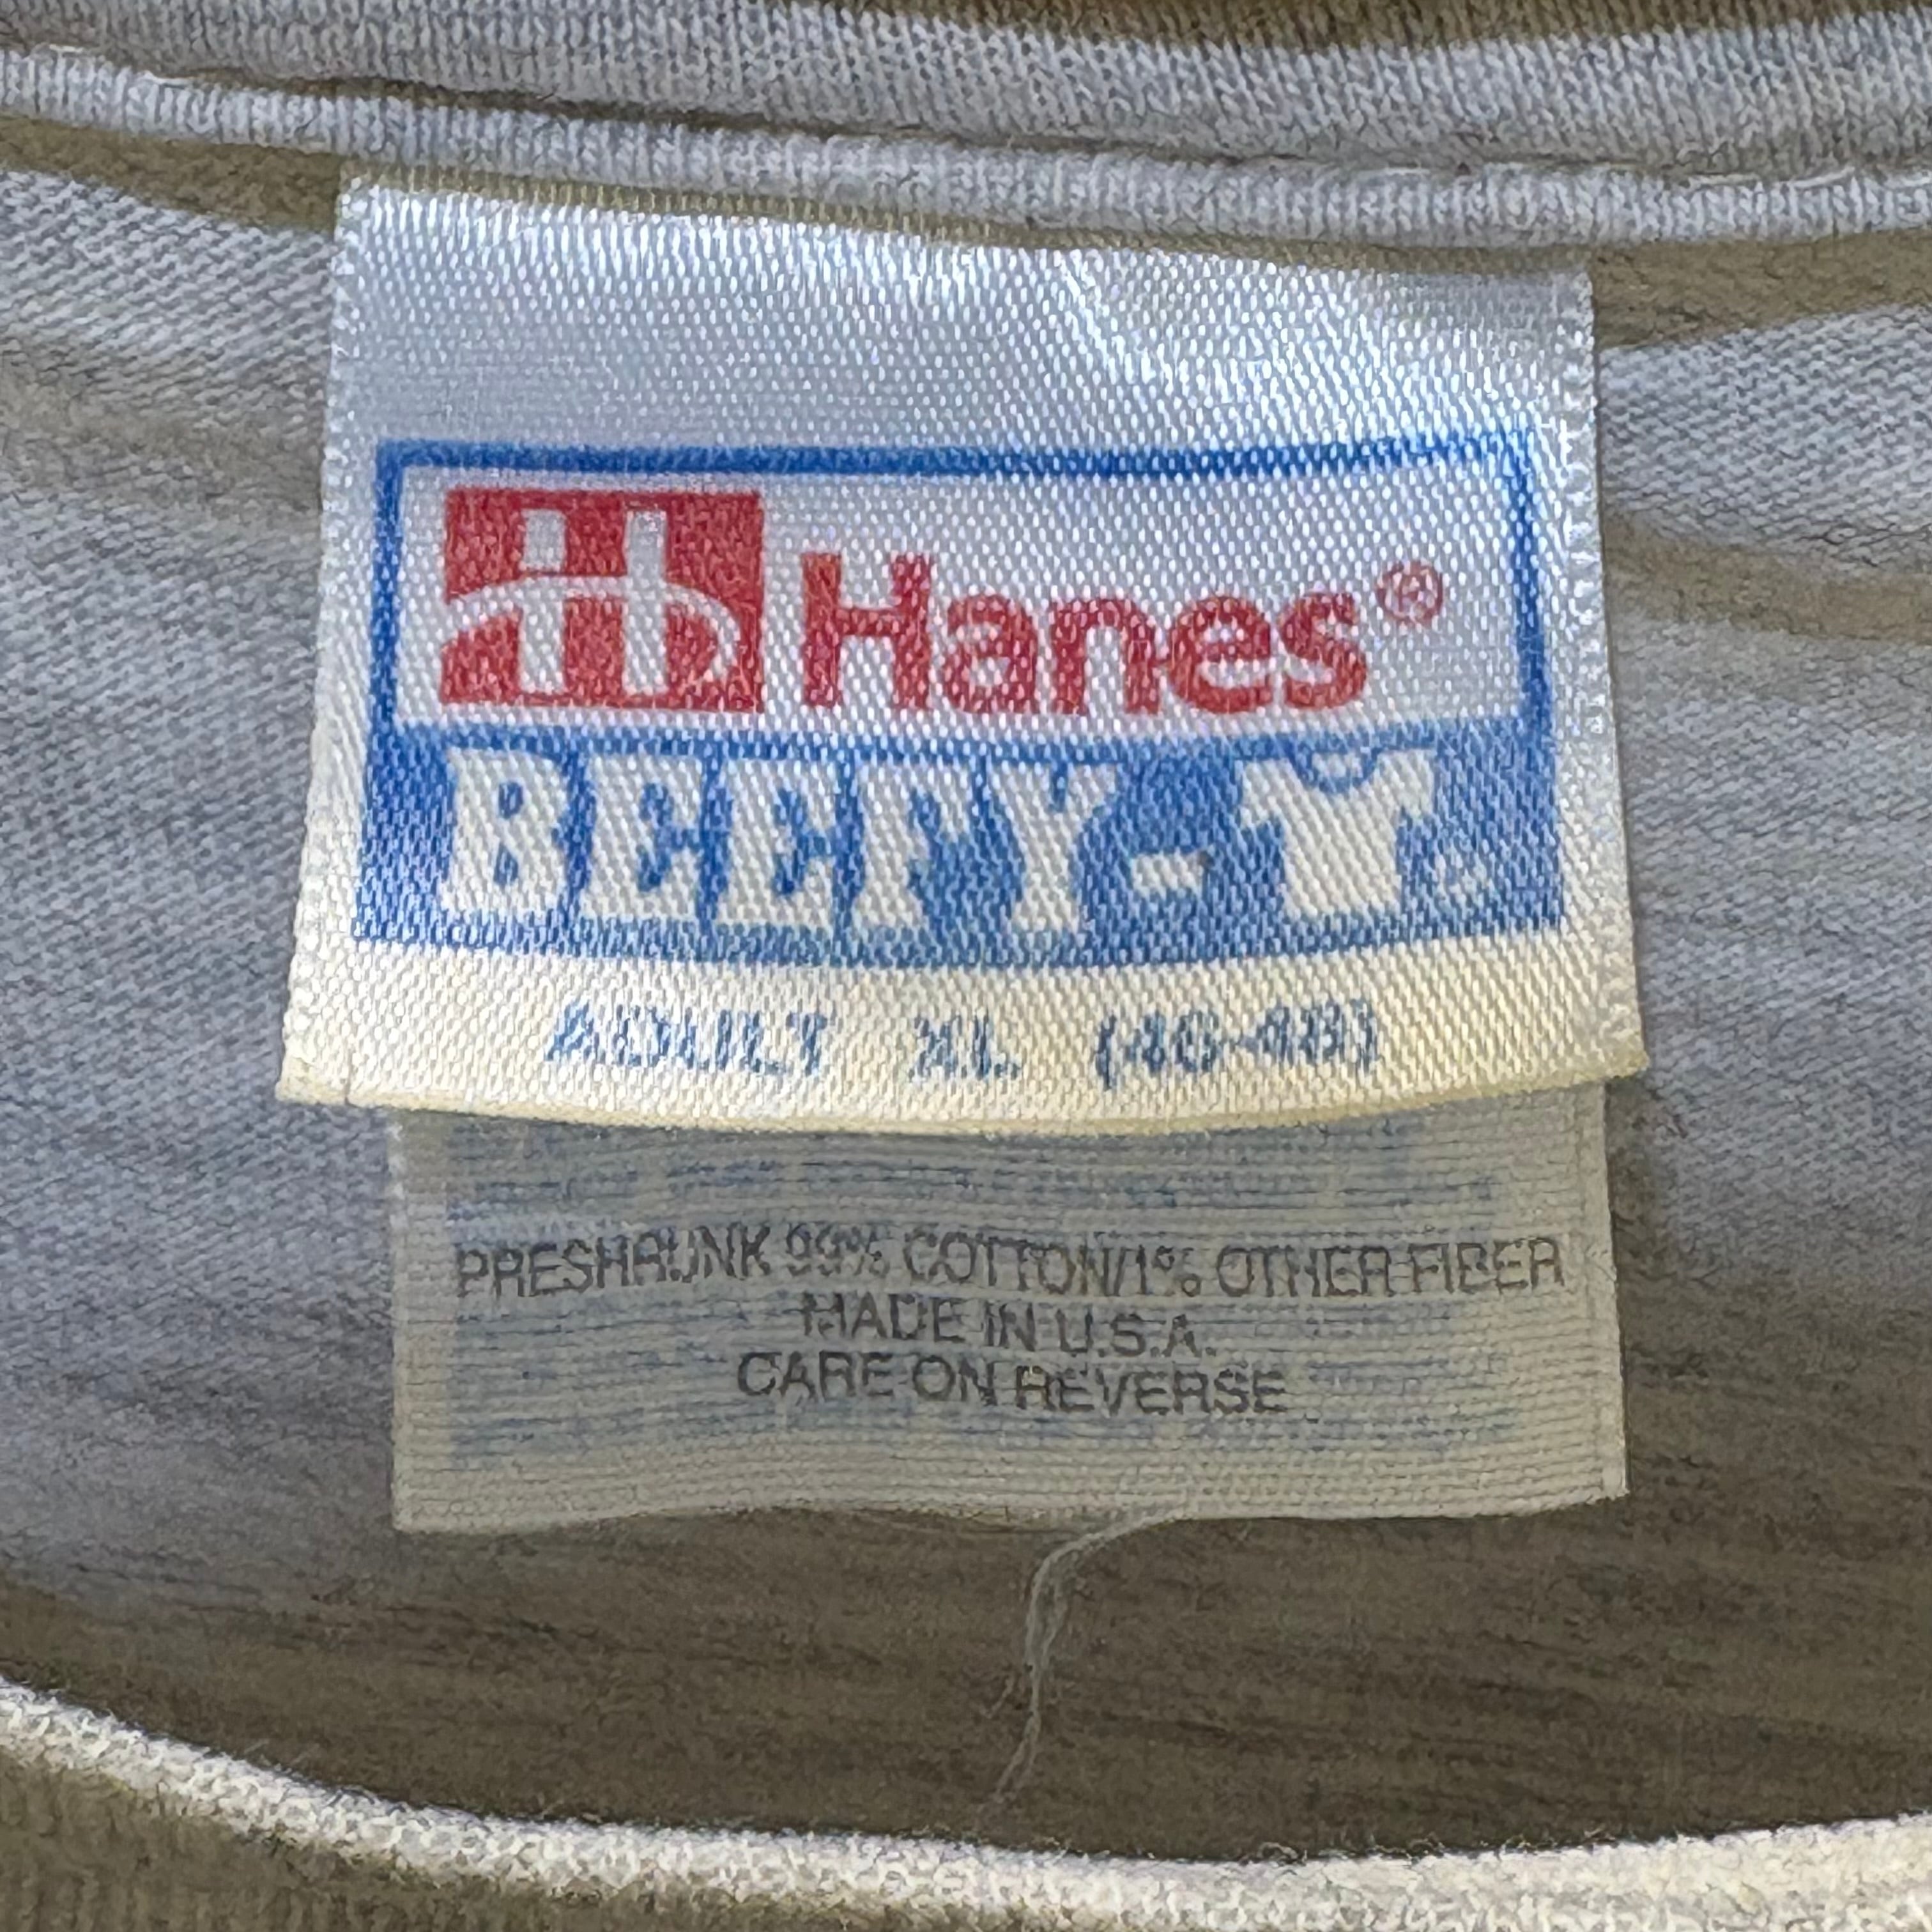 Hanes®
BEEFY-T®
ADULT XL (46-48)
PRESHRUNK 99% COTTON/1% OTHER FIBER
MADE IN U.S.A.
CARE ON REVERSE